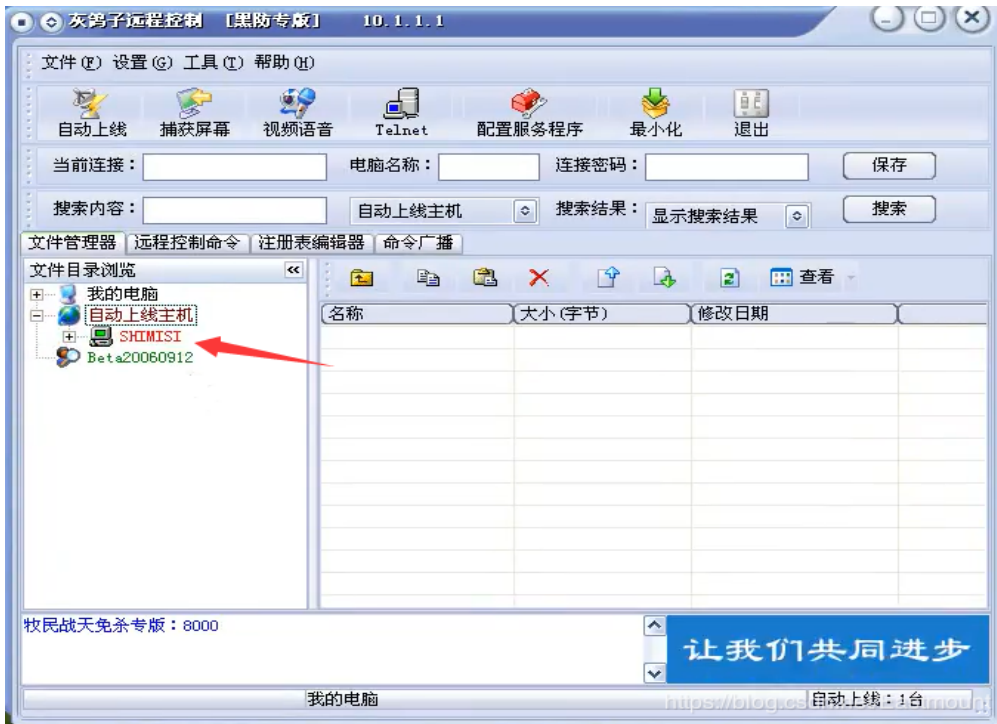 灰鸽子远程控制 [黑防专版] 10.1.1.1
文件(F) 设置(G) 工具(T) 帮助(H)
自动上线 捕获屏幕 视频语音 Telnet 配置服务程序 最小化 退出
当前连接： 电脑名称： 连接密码： 保存
搜索内容： 自动上线主机 搜索结果： 显示搜索结果 搜索
文件管理器 远程控制命令 注册表编辑器 命令广播
文件目录浏览 查看
我的电脑
自动上线主机
SHIMISI
Beta20060912
名称 大小(字节) 修改日期
牧民战天免杀专版：8000
让我们共同进步
我的电脑 自动上线：1台